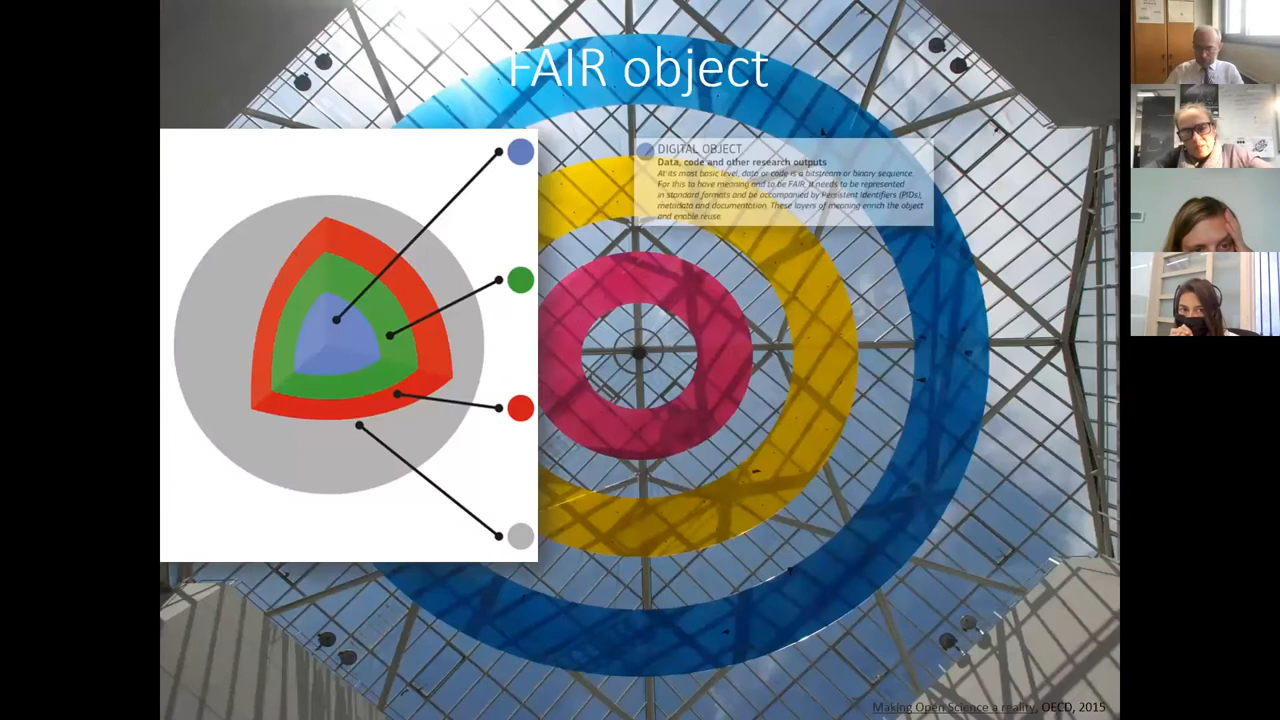 FAIR object
DIGITAL OBJECT
Data, code and other research outputs
At its most basic level, data or code is a bitstream or binary sequence.
For this to have meaning and to be FAIR, it needs to be represented
in standard formats and be accompanied by Persistent Identifiers (PIDs),
metadata and documentation. These layers of meaning enrich the object
and enable reuse.
Making Open Science a reality, OECD, 2015